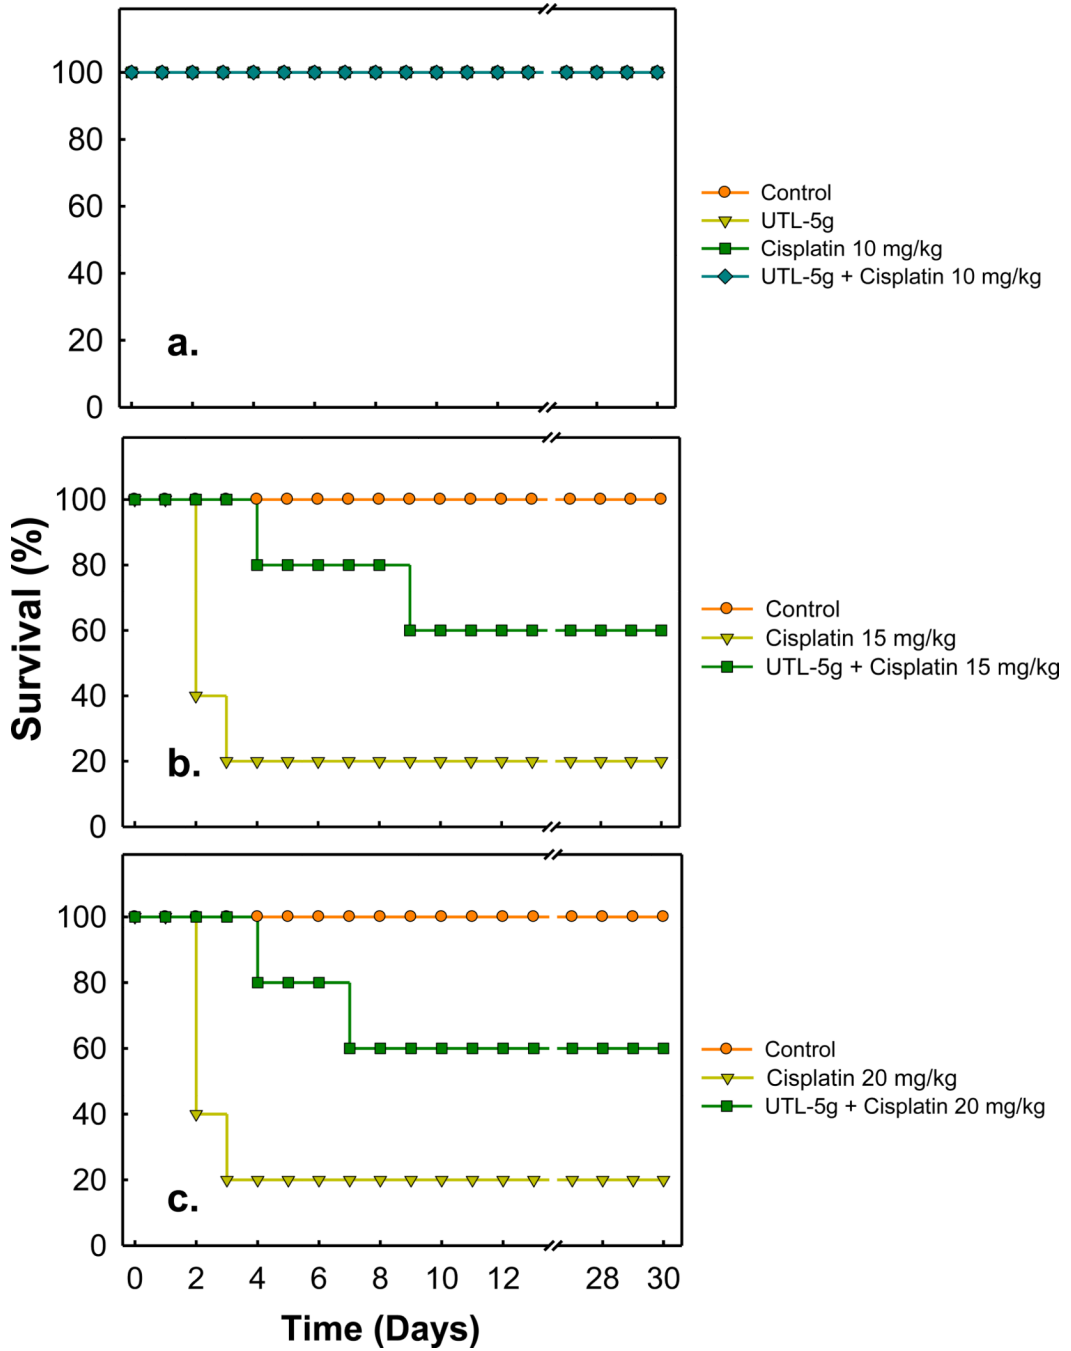 100
80
60
40
20
0
a.
Control
UTL-5g
Cisplatin 10 mg/kg
UTL-5g + Cisplatin 10 mg/kg
Survival (%)
100
80
60
40
20
0
b.
Control
Cisplatin 15 mg/kg
UTL-5g + Cisplatin 15 mg/kg
100
80
60
40
20
0
c.
Control
Cisplatin 20 mg/kg
UTL-5g + Cisplatin 20 mg/kg
0 2 4 6 8 10 12 28 30
Time (Days)